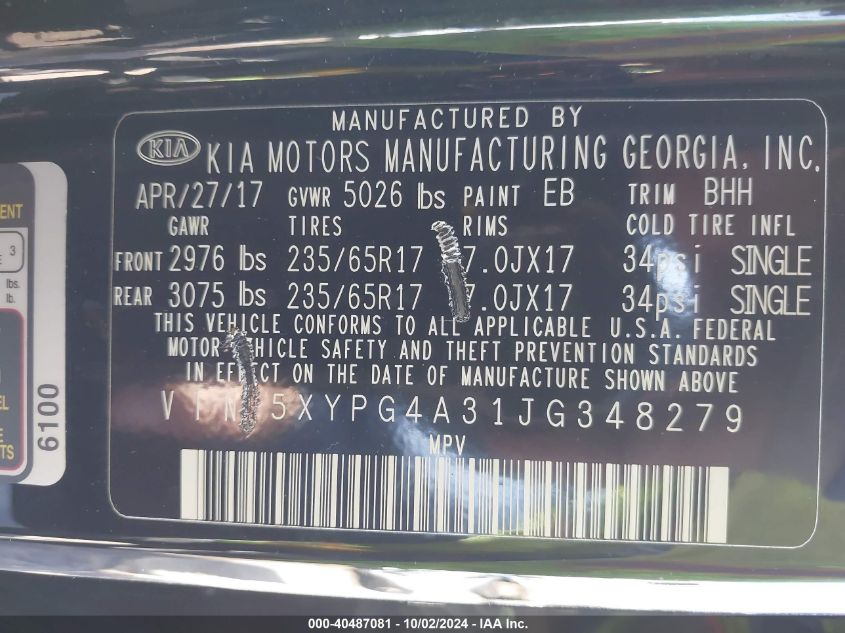 MANUFACTURED BY
KIA KIA MOTORS MANUFACTURING GEORGIA, INC.
APR/27/17 GVWR 5026 lbs PAINT EB TRIM BHH
GAWR TIRES RIMS COLD TIRE INFL
FRONT 2976 lbs 235/65R17 7.0JX17 34psi SINGLE
REAR 3075 lbs 235/65R17 7.0JX17 34psi SINGLE
THIS VEHICLE CONFORMS TO ALL APPLICABLE U.S.A. FEDERAL
MOTOR VEHICLE SAFETY AND THEFT PREVENTION STANDARDS
IN EFFECT ON THE DATE OF MANUFACTURE SHOWN ABOVE
VIN 5XYPG4A31JG348279
MPV
3
lbs.
lb.
6100
000-40487081 - 10/02/2024 - IAA Inc.